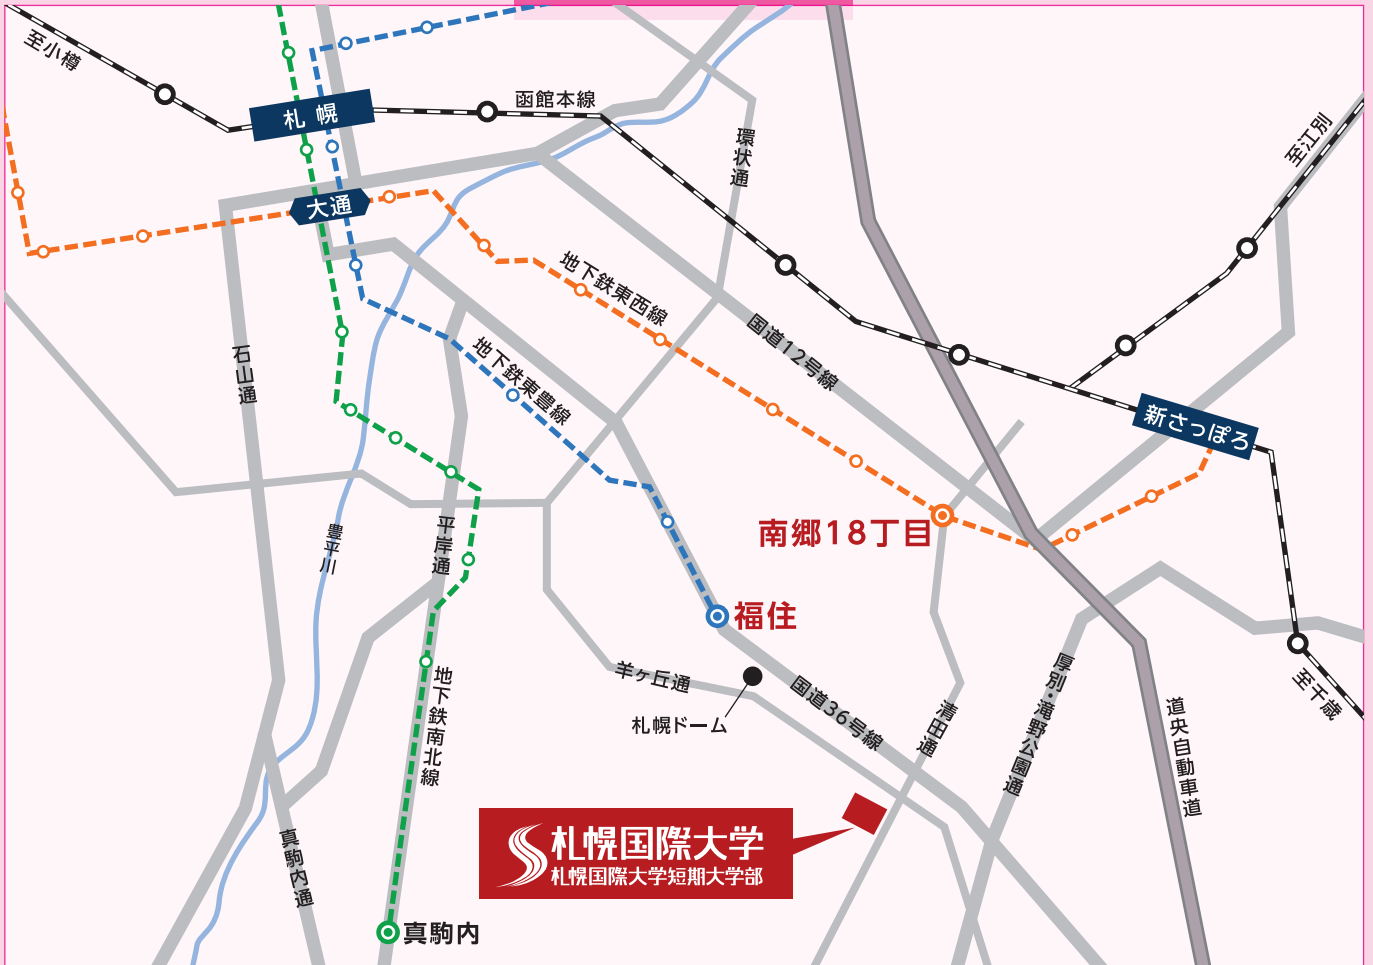 至小樽
函館本線
札幌
環状通
至江別
大通
地下鉄東西線
国道12号線
地下鉄東豊線
石山通
新さっぽろ
豊平川
平岸通
南郷18丁目
福住
羊ヶ丘通
札幌ドーム
国道36号線
地下鉄南北線
清田通
厚別・滝野公園通
至千歳
道央自動車道
真駒内通
札幌国際大学
札幌国際大学短期大学部
真駒内